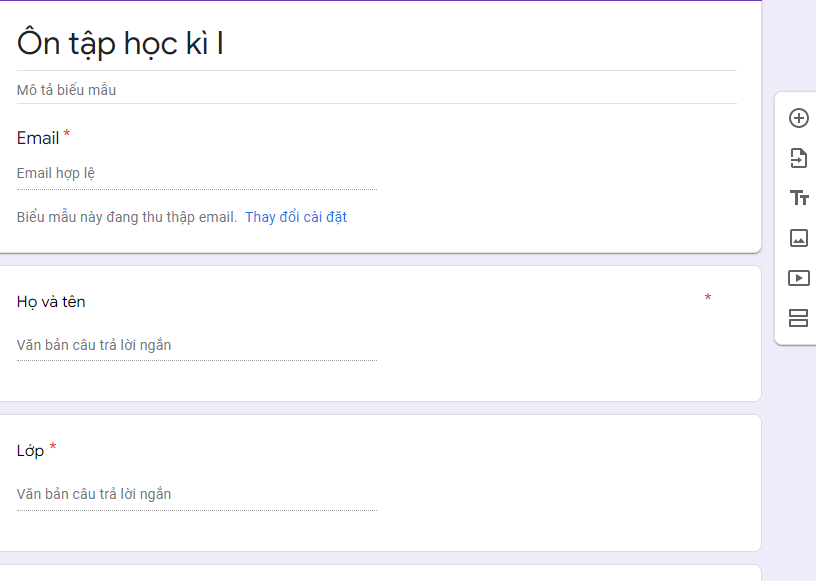 Ôn tập học kì I
Mô tả biểu mẫu
Email *
Email hợp lệ
Biểu mẫu này đang thu thập email. Thay đổi cài đặt
Họ và tên *
Văn bản câu trả lời ngắn
Lớp *
Văn bản câu trả lời ngắn